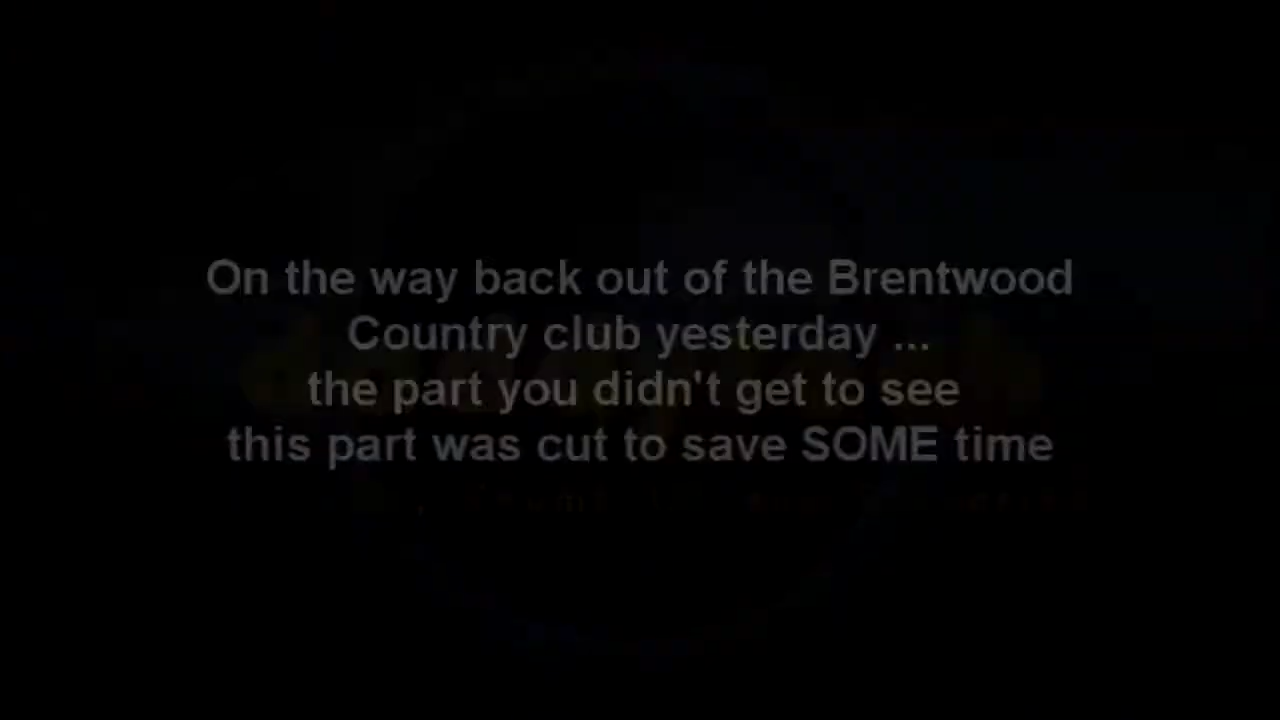 On the way back out of the Brentwood
Country club yesterday ...
the part you didn't get to see
this part was cut to save SOME time